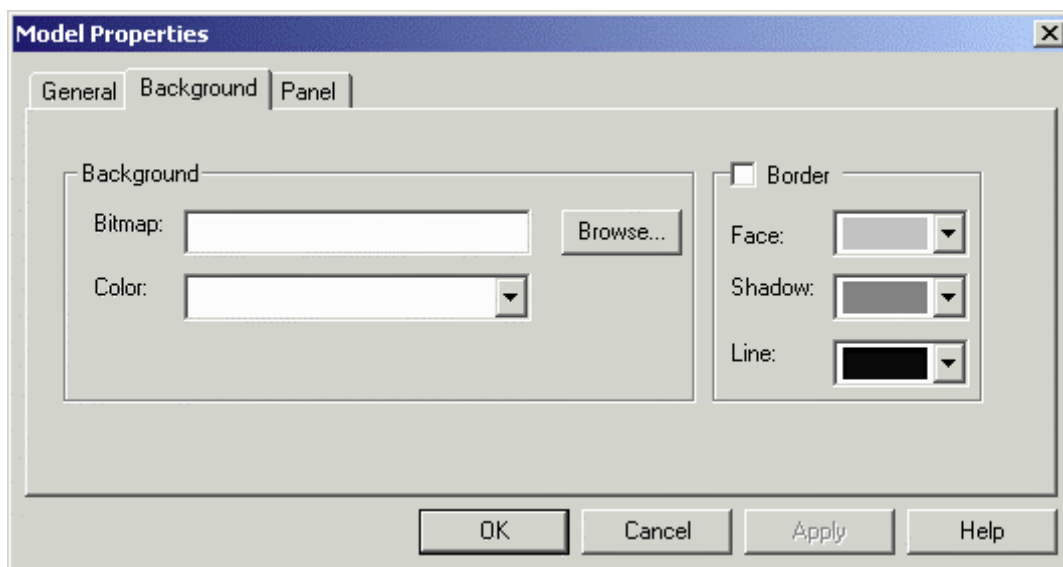 Model Properties
General Background Panel
Background
Bitmap: Browse...
Color:
Border
Face:
Shadow:
Line:
OK Cancel Apply Help